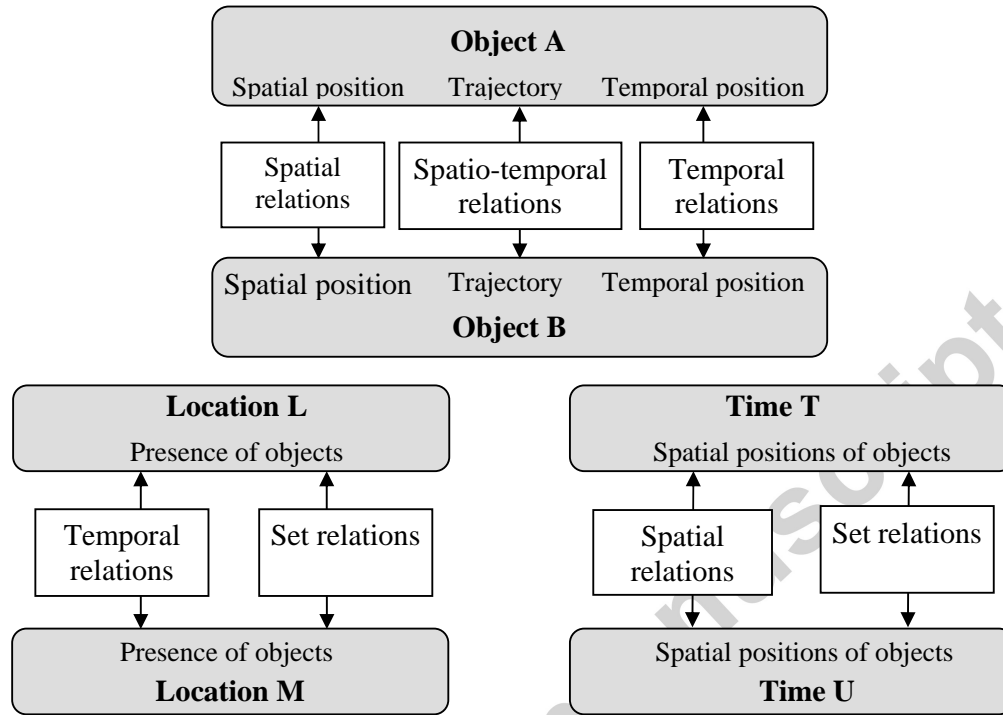 Object A
Spatial position Trajectory Temporal position
Spatial
relations
Spatio-temporal
relations
Temporal
relations
Spatial position Trajectory Temporal position
Object B
Location L
Presence of objects
Temporal
relations
Set relations
Presence of objects
Location M
Time T
Spatial positions of objects
Spatial
relations
Set relations
Spatial positions of objects
Time U